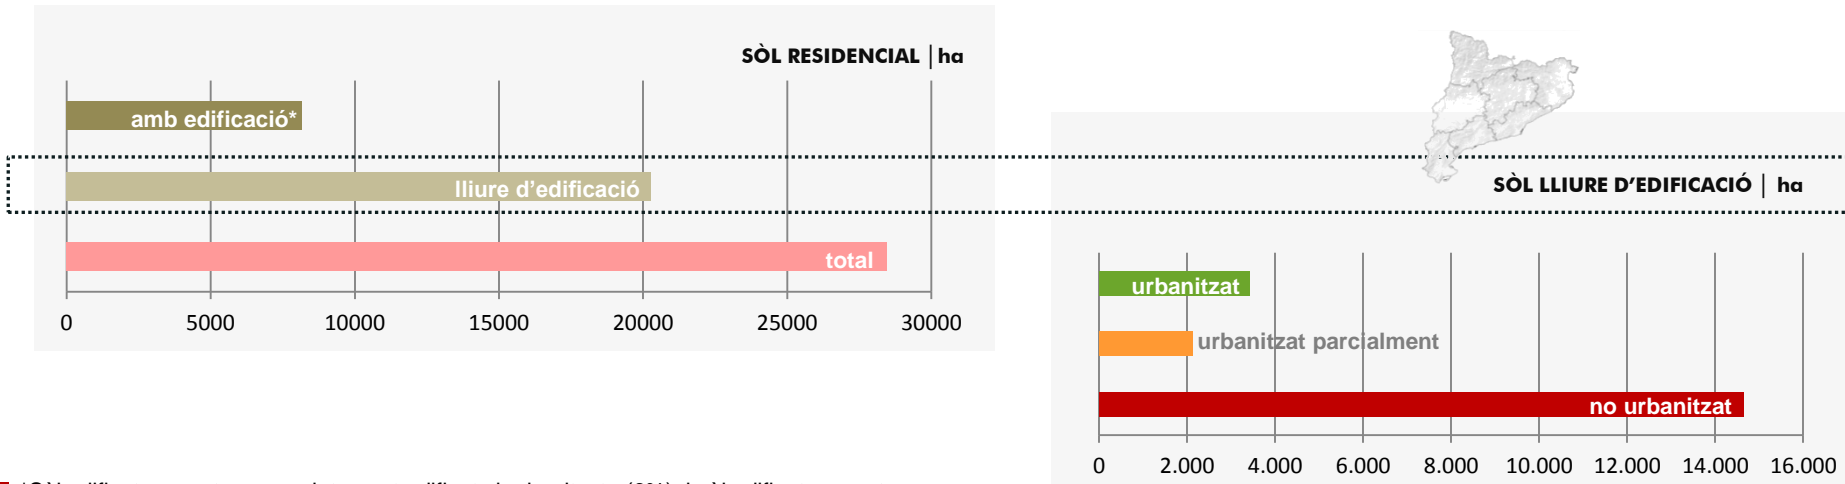 SÒL RESIDENCIAL | ha
amb edificació*
lliure d'edificació
total
0 5000 10000 15000 20000 25000 30000
SÒL LLIURE D'EDIFICACIÓ | ha
urbanitzat
urbanitzat parcialment
no urbanitzat
0 2.000 4.000 6.000 8.000 10.000 12.000 14.000 16.000